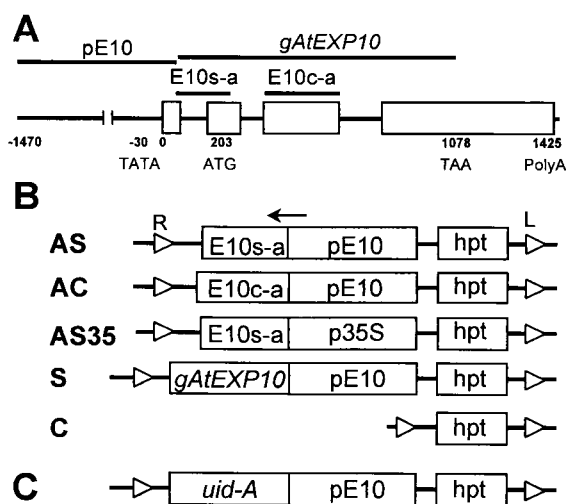 A
gAtEXP10
pE10
E10s-a E10c-a
-1470 -30 0 203 1078 1425
TATA ATG TAA PolyA
B
R L
AS E10s-a pE10 hpt
AC E10c-a pE10 hpt
AS35 E10s-a p35S hpt
S gAtEXP10 pE10 hpt
C hpt
C uid-A pE10 hpt